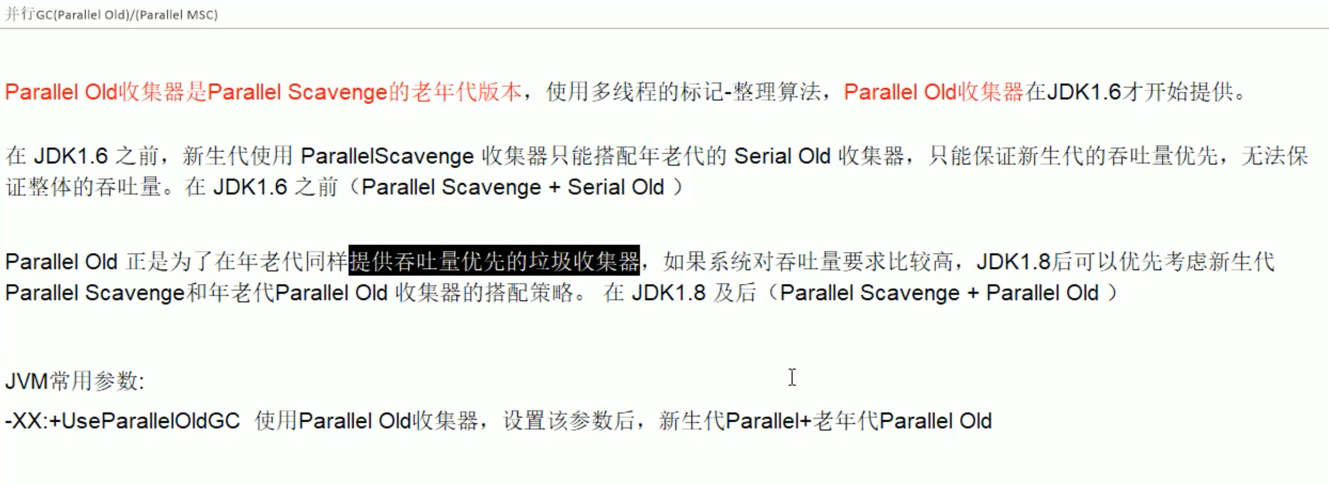 并行GC(Parallel Old)/(Parallel MSC)
Parallel Old收集器是Parallel Scavenge的老年代版本，使用多线程的标记-整理算法，Parallel Old收集器在JDK1.6才开始提供。
在 JDK1.6 之前，新生代使用 ParallelScavenge 收集器只能搭配年老代的 Serial Old 收集器，只能保证新生代的吞吐量优先，无法保
证整体的吞吐量。在 JDK1.6 之前（Parallel Scavenge + Serial Old ）
Parallel Old 正是为了在年老代同样提供吞吐量优先的垃圾收集器，如果系统对吞吐量要求比较高，JDK1.8后可以优先考虑新生代
Parallel Scavenge和年老代Parallel Old 收集器的搭配策略。 在 JDK1.8 及后（Parallel Scavenge + Parallel Old ）
JVM常用参数:
-XX:+UseParallelOldGC 使用Parallel Old收集器，设置该参数后，新生代Parallel+老年代Parallel Old